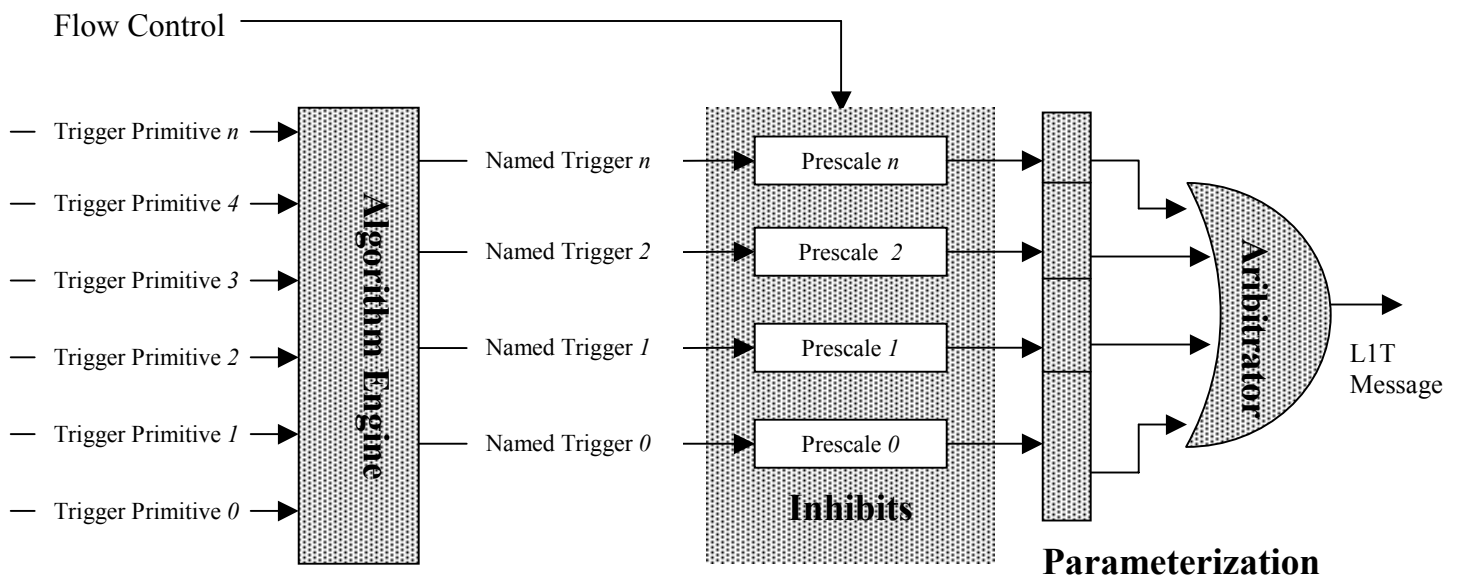 Flow Control
Trigger Primitive n
Trigger Primitive 4
Trigger Primitive 3
Trigger Primitive 2
Trigger Primitive 1
Trigger Primitive 0
Algorithm Engine
Named Trigger n
Named Trigger 2
Named Trigger 1
Named Trigger 0
Prescale n
Prescale 2
Prescale 1
Prescale 0
Inhibits
Parameterization
Aribitrator
L1T
Message